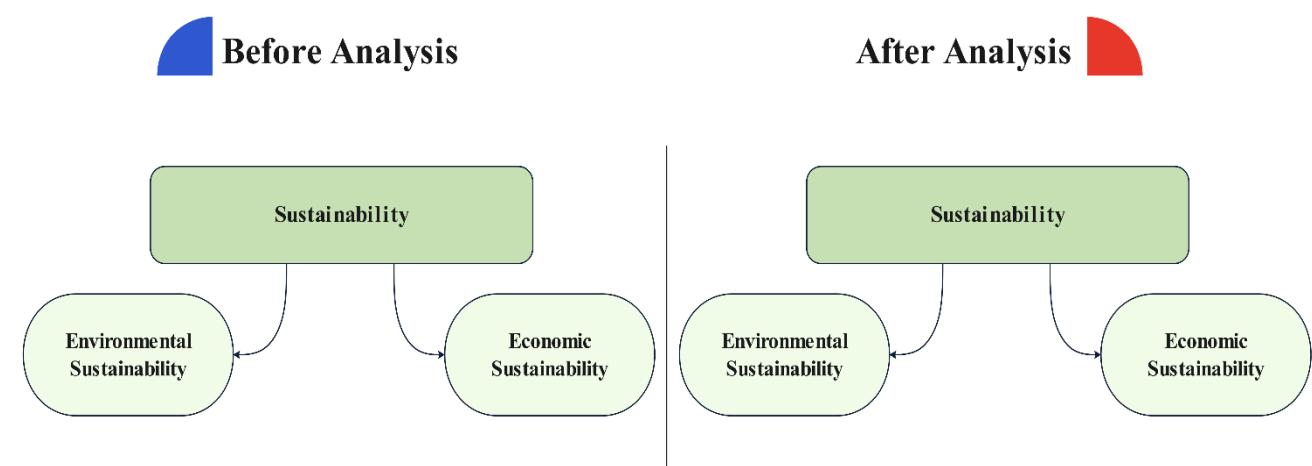 Before Analysis
After Analysis
Sustainability
Environmental
Sustainability
Economic
Sustainability
Sustainability
Environmental
Sustainability
Economic
Sustainability